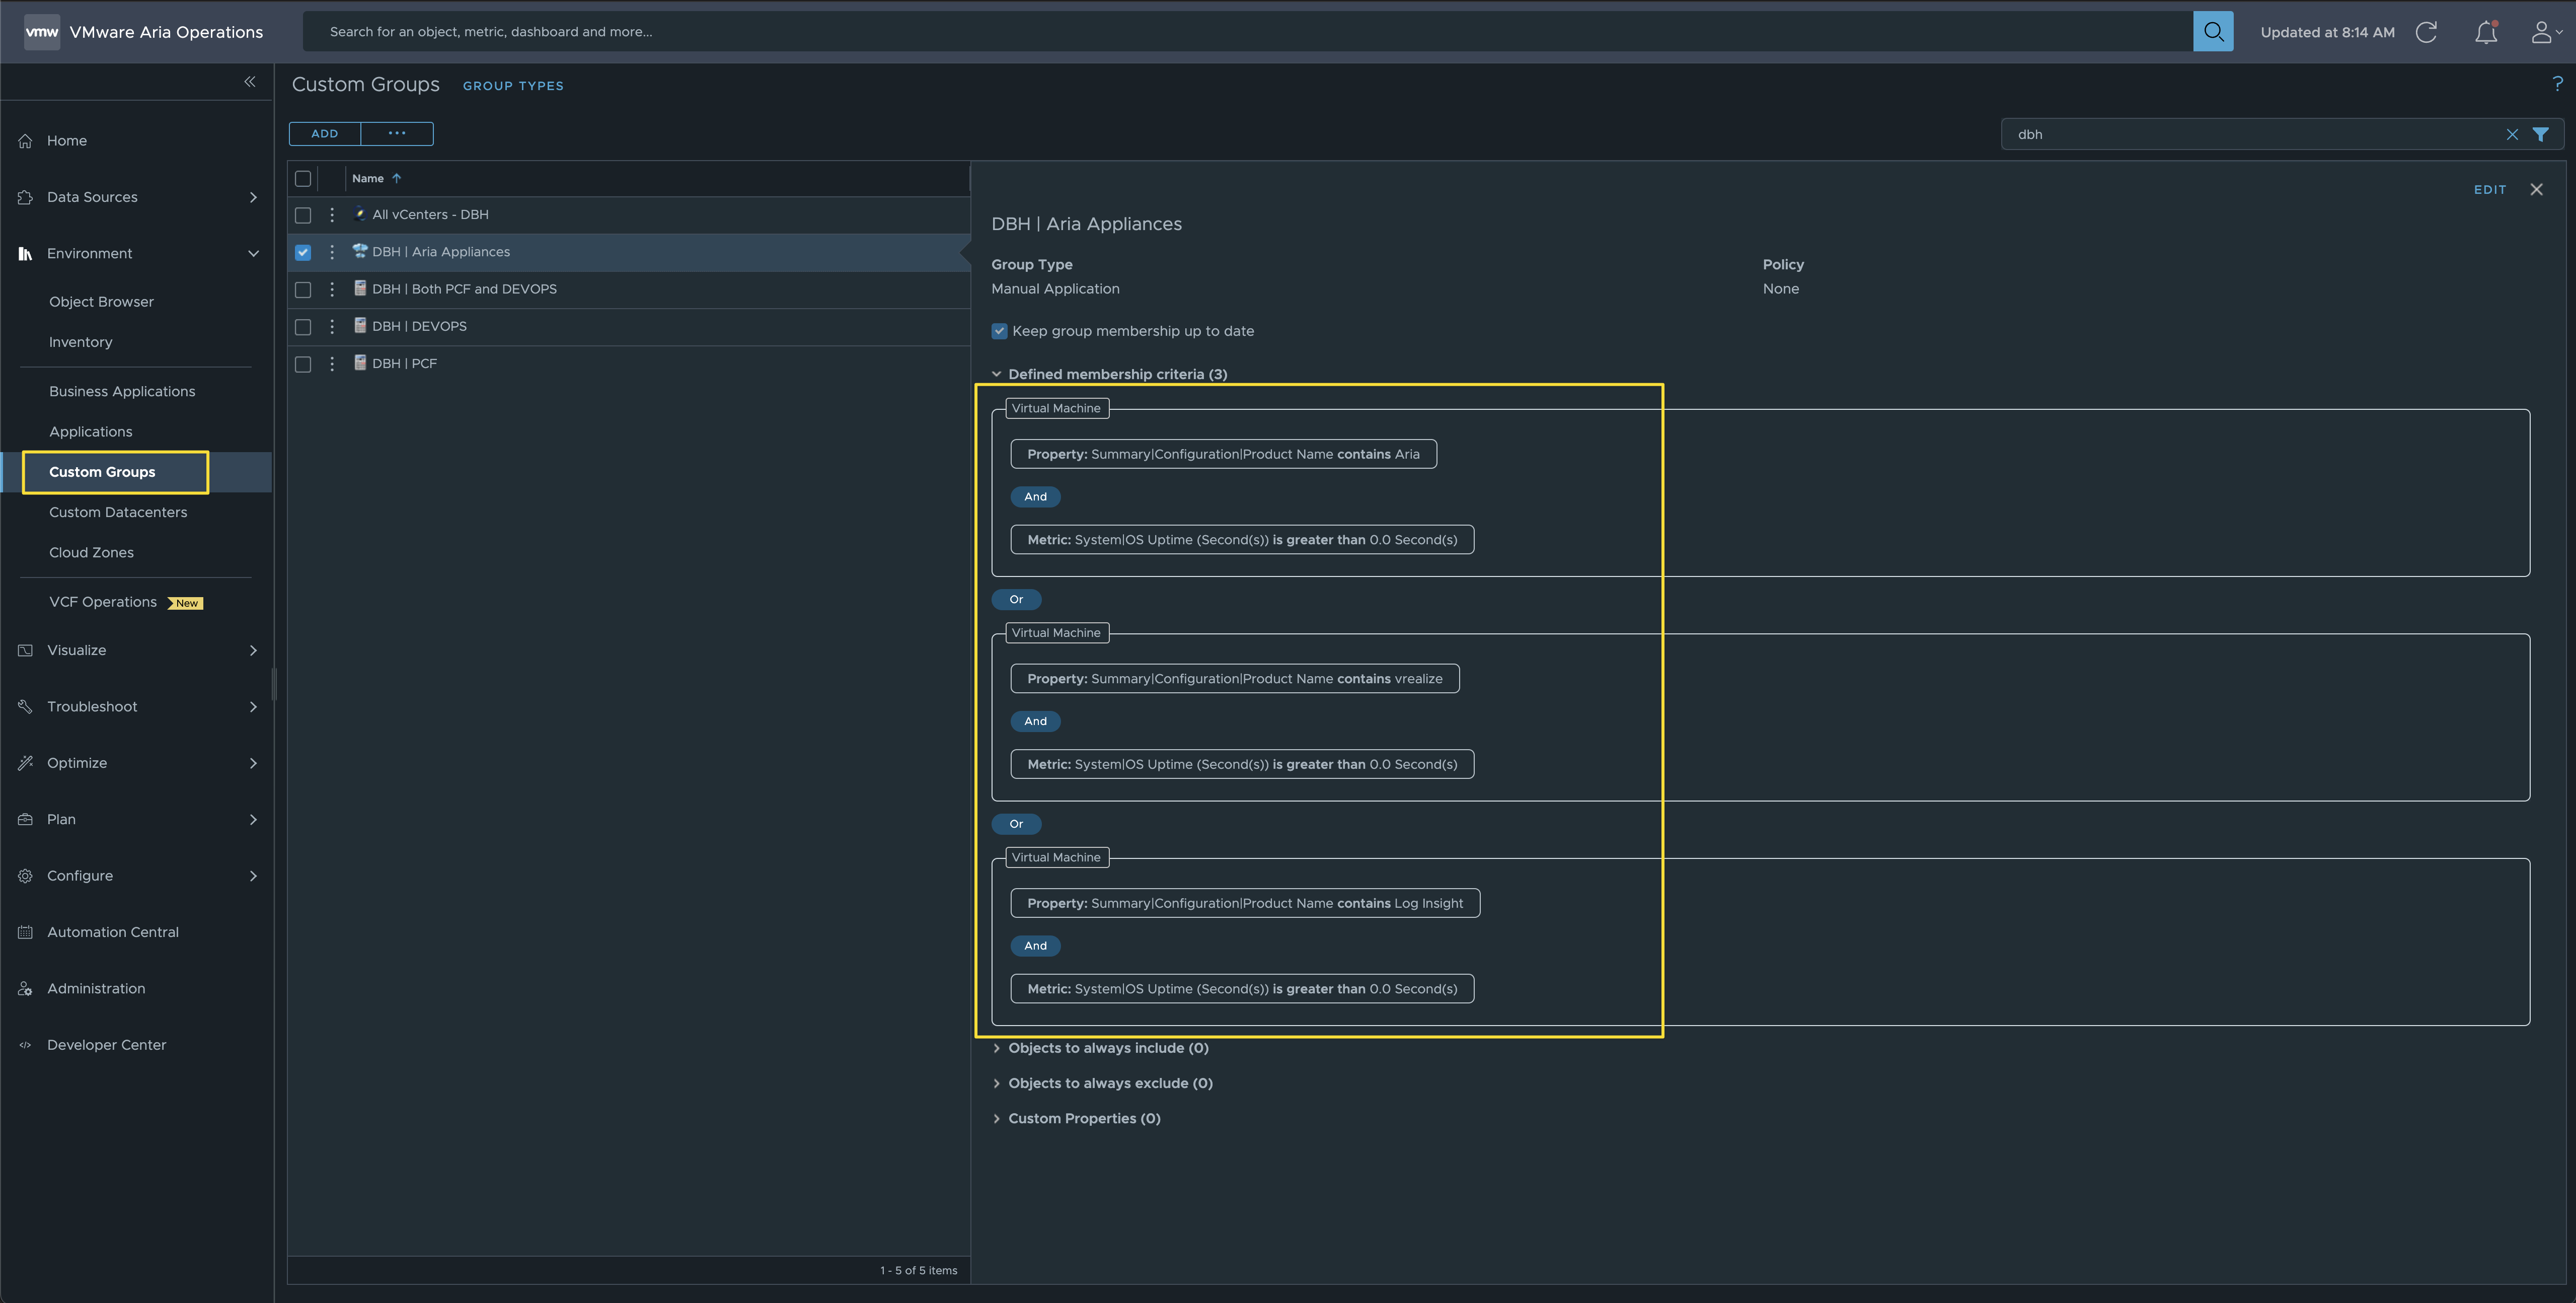 vmw VMware Aria Operations
Search for an object, metric, dashboard and more...
Updated at 8:14 AM
Home
Data Sources
Environment
Object Browser
Inventory
Business Applications
Applications
Custom Groups
Custom Datacenters
Cloud Zones
VCF Operations New
Visualize
Troubleshoot
Optimize
Plan
Configure
Automation Central
Administration
Developer Center
Custom Groups GROUP TYPES
?
ADD ...
dbh
Name
All vCenters - DBH
DBH | Aria Appliances
DBH | Both PCF and DEVOPS
DBH | DEVOPS
DBH | PCF
1 - 5 of 5 items
EDIT
DBH | Aria Appliances
Group Type Policy
Manual Application None
Keep group membership up to date
Defined membership criteria (3)
Virtual Machine
Property: Summary|Configuration|Product Name contains Aria
And
Metric: System|OS Uptime (Second(s)) is greater than 0.0 Second(s)
Or
Virtual Machine
Property: Summary|Configuration|Product Name contains vrealize
And
Metric: System|OS Uptime (Second(s)) is greater than 0.0 Second(s)
Or
Virtual Machine
Property: Summary|Configuration|Product Name contains Log Insight
And
Metric: System|OS Uptime (Second(s)) is greater than 0.0 Second(s)
Objects to always include (0)
Objects to always exclude (0)
Custom Properties (0)